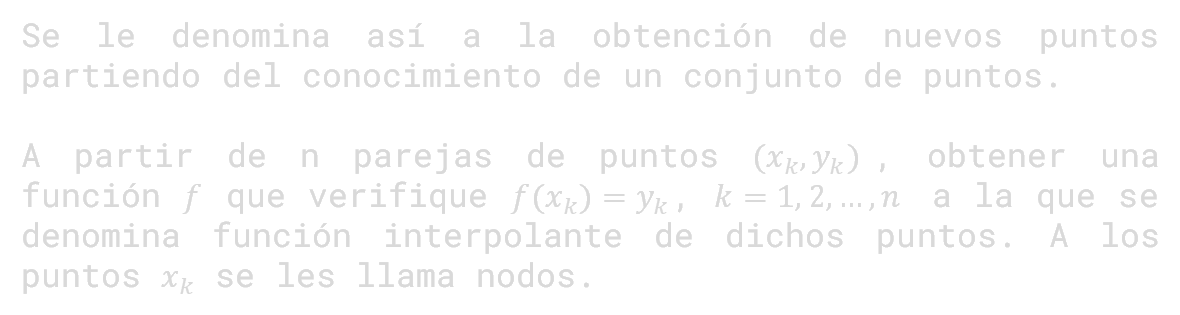 Se le denomina así a la obtención de nuevos puntos
partiendo del conocimiento de un conjunto de puntos.
A partir de n parejas de puntos (xₖ, yₖ) , obtener una
función f que verifique f(xₖ) = yₖ, k = 1, 2, …, n a la que se
denomina función interpolante de dichos puntos. A los
puntos xₖ se les llama nodos.